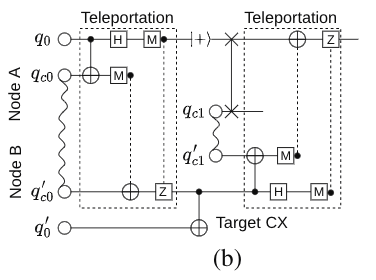 Teleportation Teleportation
q0 H M |+⟩ Z
Node A
qc0 M
qc1
q′c1 M
Node B
q′c0 Z H M
q′0 Target CX
(b)